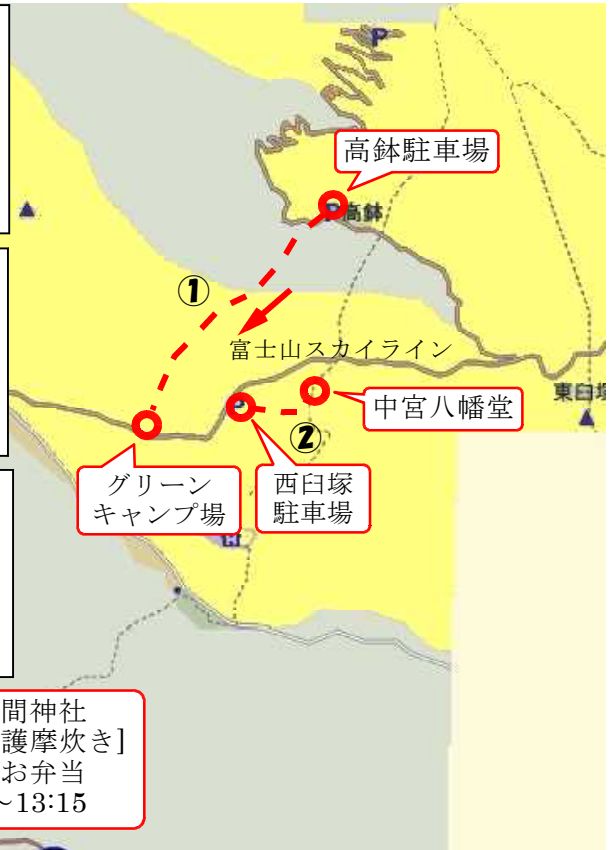 P
高鉢駐車場
P高鉢
①
富士山スカイライン
東臼塚
中宮八幡堂
②
グリーン
キャンプ場
西臼塚
駐車場
間神社
護摩炊き]
お弁当
~13:15